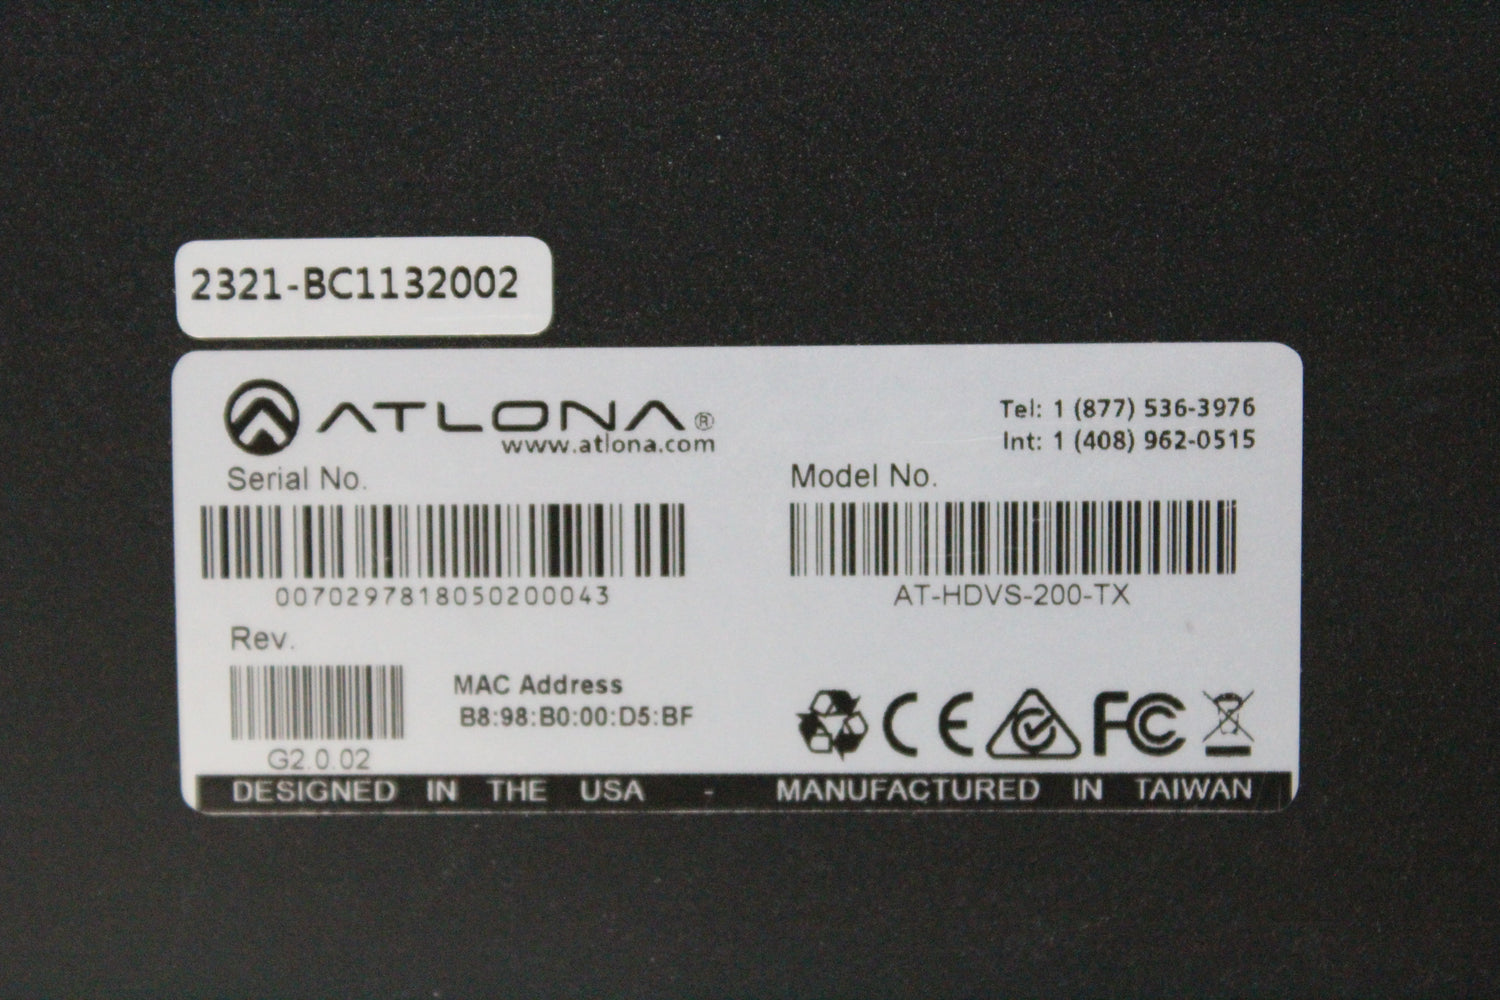 2321-BC1132002
ATLONA®
www.atlona.com
Tel: 1 (877) 536-3976
Int: 1 (408) 962-0515
Serial No.
0070297818050200043
Model No.
AT-HDVS-200-TX
Rev.
G2.0.02
MAC Address
B8:98:B0:00:D5:BF
CE
FC
DESIGNED IN THE USA - MANUFACTURED IN TAIWAN